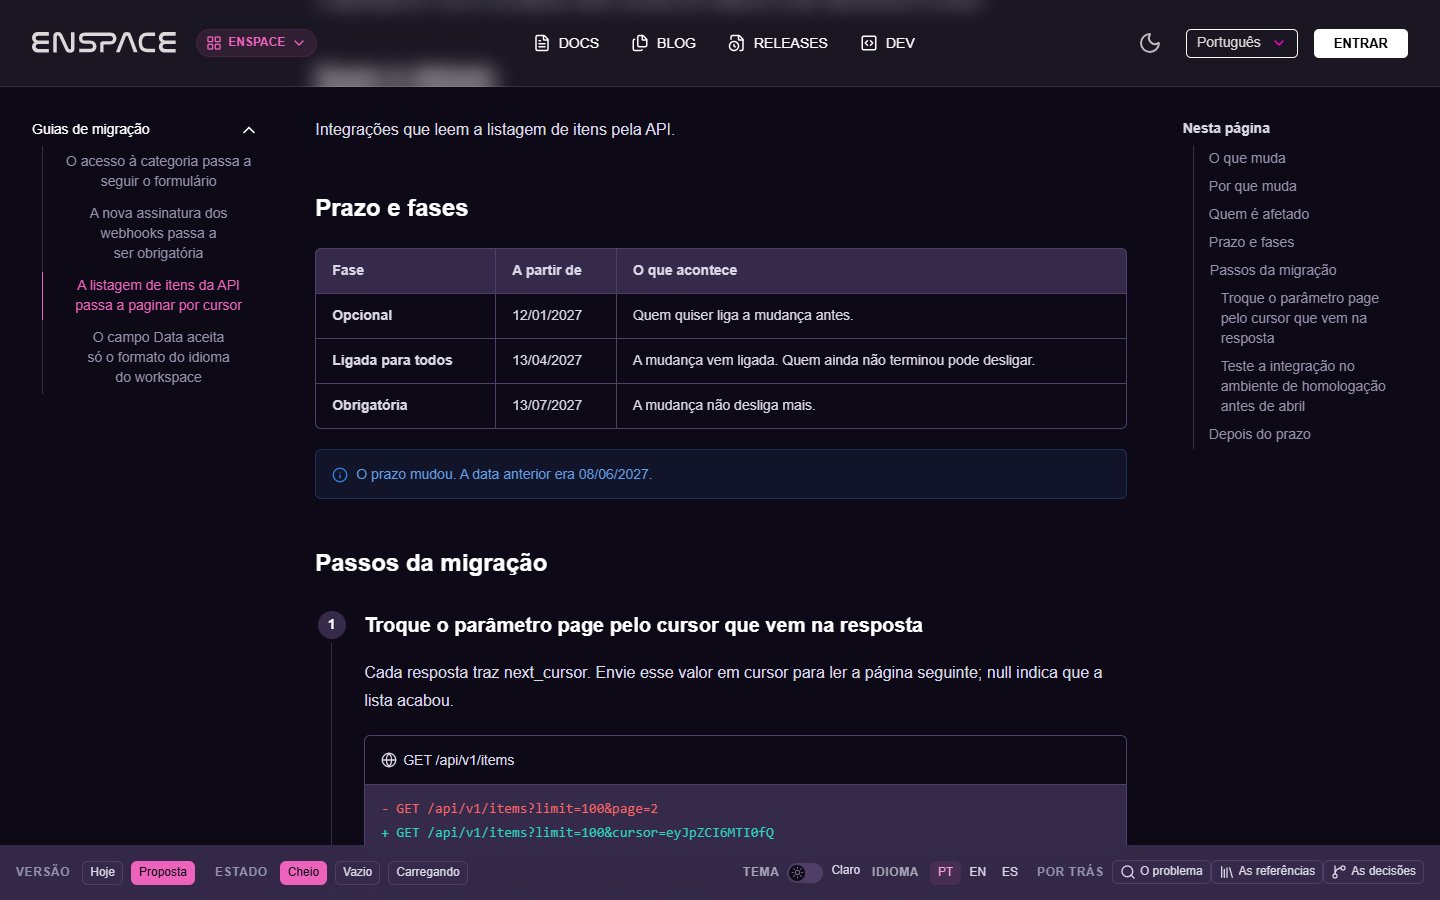 ENSPACE
ENSPACE
DOCS
BLOG
RELEASES
DEV
Português
ENTRAR
Guias de migração
O acesso à categoria passa a
seguir o formulário
A nova assinatura dos
webhooks passa a
ser obrigatória
A listagem de itens da API
passa a paginar por cursor
O campo Data aceita
só o formato do idioma
do workspace
Integrações que leem a listagem de itens pela API.
Prazo e fases
Fase A partir de O que acontece
Opcional 12/01/2027 Quem quiser liga a mudança antes.
Ligada para todos 13/04/2027 A mudança vem ligada. Quem ainda não terminou pode desligar.
Obrigatória 13/07/2027 A mudança não desliga mais.
O prazo mudou. A data anterior era 08/06/2027.
Passos da migração
1 Troque o parâmetro page pelo cursor que vem na resposta
Cada resposta traz next_cursor. Envie esse valor em cursor para ler a página seguinte; null indica que a
lista acabou.
GET /api/v1/items
- GET /api/v1/items?limit=100&page=2
+ GET /api/v1/items?limit=100&cursor=eyJpZCI6MTI0fQ
Nesta página
O que muda
Por que muda
Quem é afetado
Prazo e fases
Passos da migração
Troque o parâmetro page
pelo cursor que vem na
resposta
Teste a integração no
ambiente de homologação
antes de abril
Depois do prazo
VERSÃO Hoje Proposta ESTADO Cheio Vazio Carregando TEMA Claro IDIOMA PT EN ES POR TRÁS O problema As referências As decisões